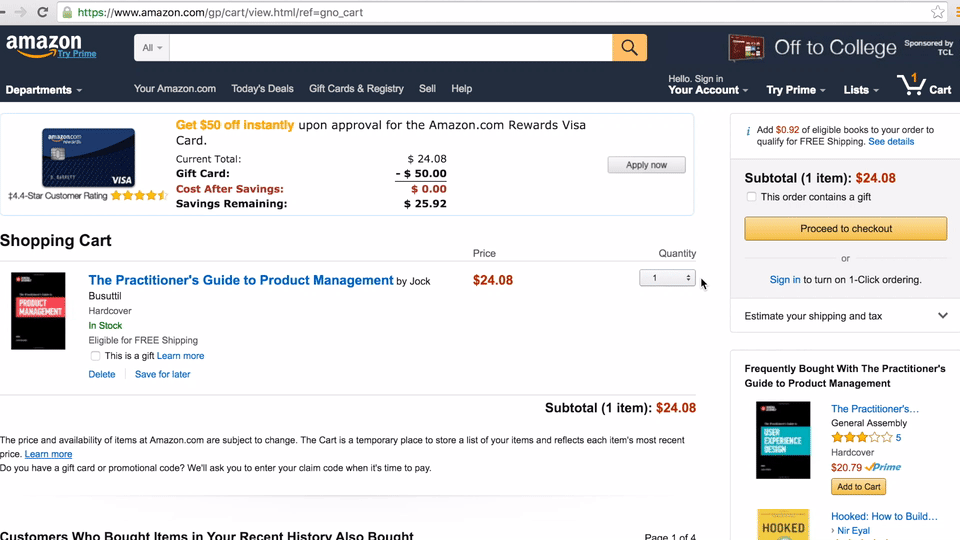 https://www.amazon.com/gp/cart/view.html/ref=gno_cart
amazon
Try Prime
All
Off to College
Sponsored by
TCL
Departments
Your Amazon.com Today's Deals Gift Cards & Registry Sell Help
Hello. Sign in
Your Account
Try Prime
Lists
1
Cart
Get $50 off instantly upon approval for the Amazon.com Rewards Visa
Card.
Current Total: $ 24.08
Gift Card: - $ 50.00
Cost After Savings: $ 0.00
Savings Remaining: $ 25.92
Apply now
amazon.com
VISA
‡4.4-Star Customer Rating
Shopping Cart
Price Quantity
PRODUCT
MANAGEMENT
The Practitioner's Guide to Product Management by Jock
Busuttil
$24.08
1
Hardcover
In Stock
Eligible for FREE Shipping
This is a gift Learn more
Delete Save for later
Subtotal (1 item): $24.08
The price and availability of items at Amazon.com are subject to change. The Cart is a temporary place to store a list of your items and reflects each item's most recent
price. Learn more
Do you have a gift card or promotional code? We'll ask you to enter your claim code when it's time to pay.
Customers Who Bought Items in Your Recent History Also Bought
Page 1 of 4
i Add $0.92 of eligible books to your order to
qualify for FREE Shipping. See details
Subtotal (1 item): $24.08
This order contains a gift
Proceed to checkout
or
Sign in to turn on 1-Click ordering.
Estimate your shipping and tax
Frequently Bought With The Practitioner's
Guide to Product Management
USER
EXPERIENCE
DESIGN
The Practitioner's…
General Assembly
5
Hardcover
$20.79 Prime
Add to Cart
HOOKED
Hooked: How to Build…
› Nir Eyal